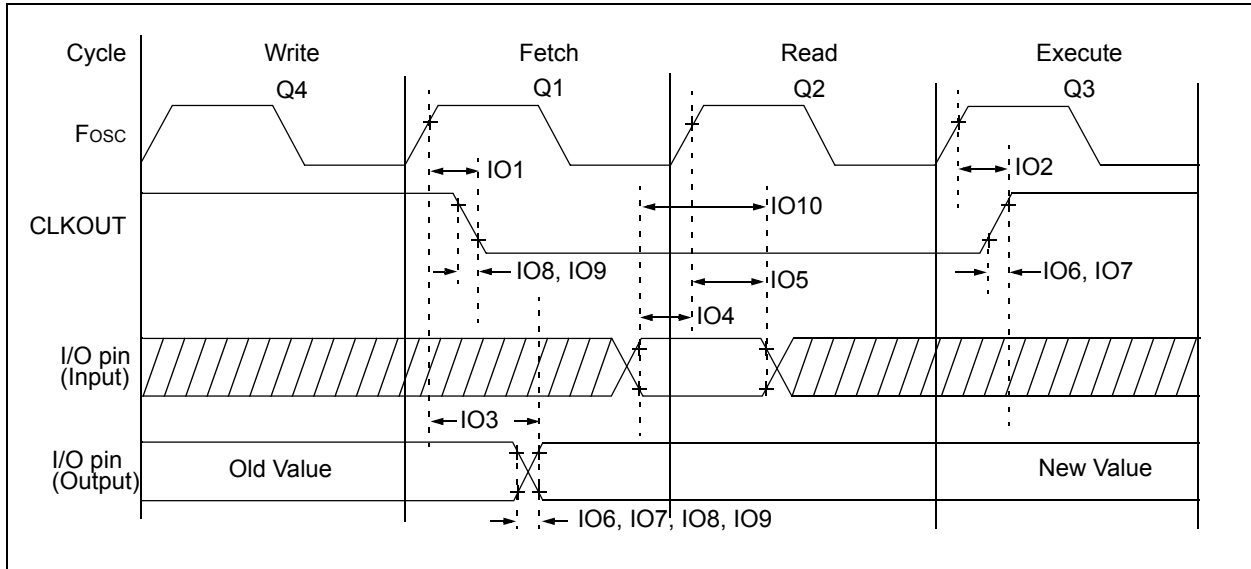 Cycle Write Fetch Read Execute
Q4 Q1 Q2 Q3
Fosc
IO1 IO2
IO10
CLKOUT
IO8, IO9 IO6, IO7
IO5
IO4
I/O pin
(Input)
IO3
I/O pin
(Output)
Old Value New Value
IO6, IO7, IO8, IO9